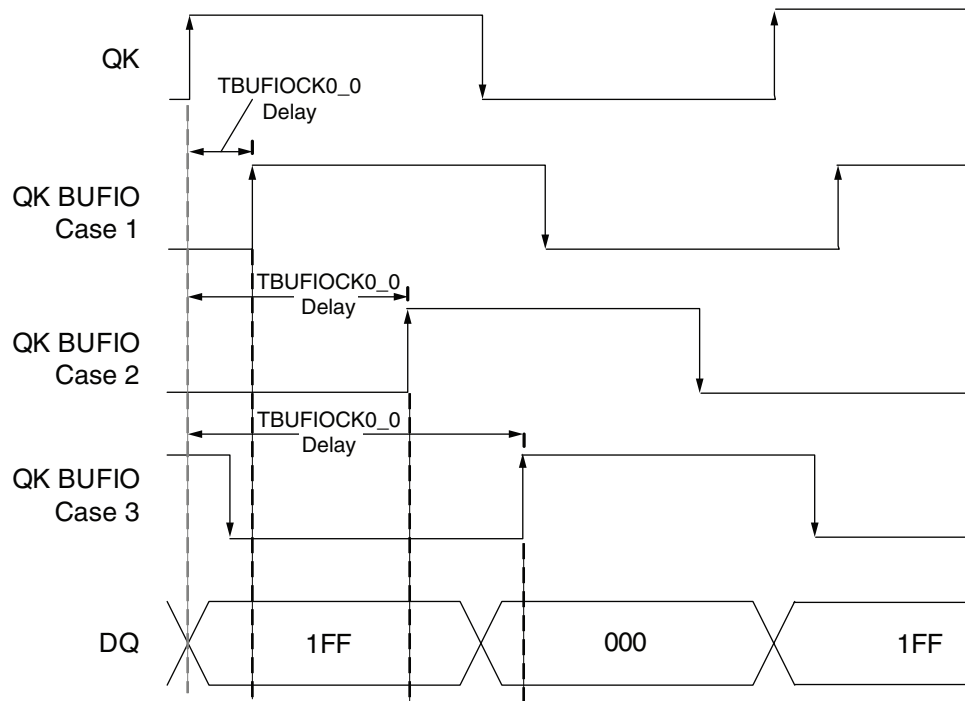 QK
TBUFIOCK0_0
Delay
QK BUFIO
Case 1
TBUFIOCK0_0
Delay
QK BUFIO
Case 2
TBUFIOCK0_0
Delay
QK BUFIO
Case 3
DQ
1FF
000
1FF